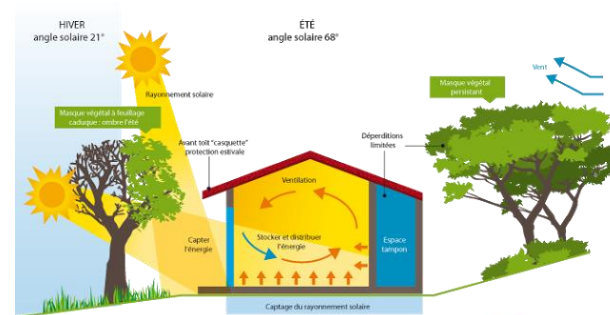 HIVER
angle solaire 21°
ÉTÉ
angle solaire 68°
Vent
Masque végétal
persistant
Rayonnement solaire
Masque végétal à feuillage
caduque : ombre l'été
Avant toit "casquette"
protection estivale
Déperditions
limitées
Ventilation
Capter
l'énergie
Stocker et distribuer
l'énergie
Espace
tampon
Captage du rayonnement solaire